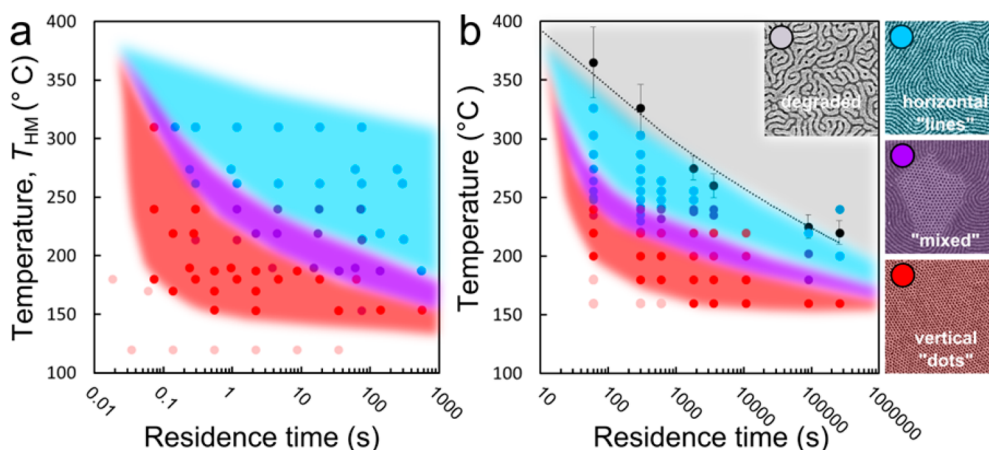 a
Temperature, T_HM (° C)
400
350
300
250
200
150
100
0.01
0.1
1
10
100
1000
Residence time (s)
b
Temperature (°C)
400
350
300
250
200
150
100
10
100
1000
10000
100000
1000000
Residence time (s)
degraded
horizontal
"lines"
"mixed"
vertical
"dots"